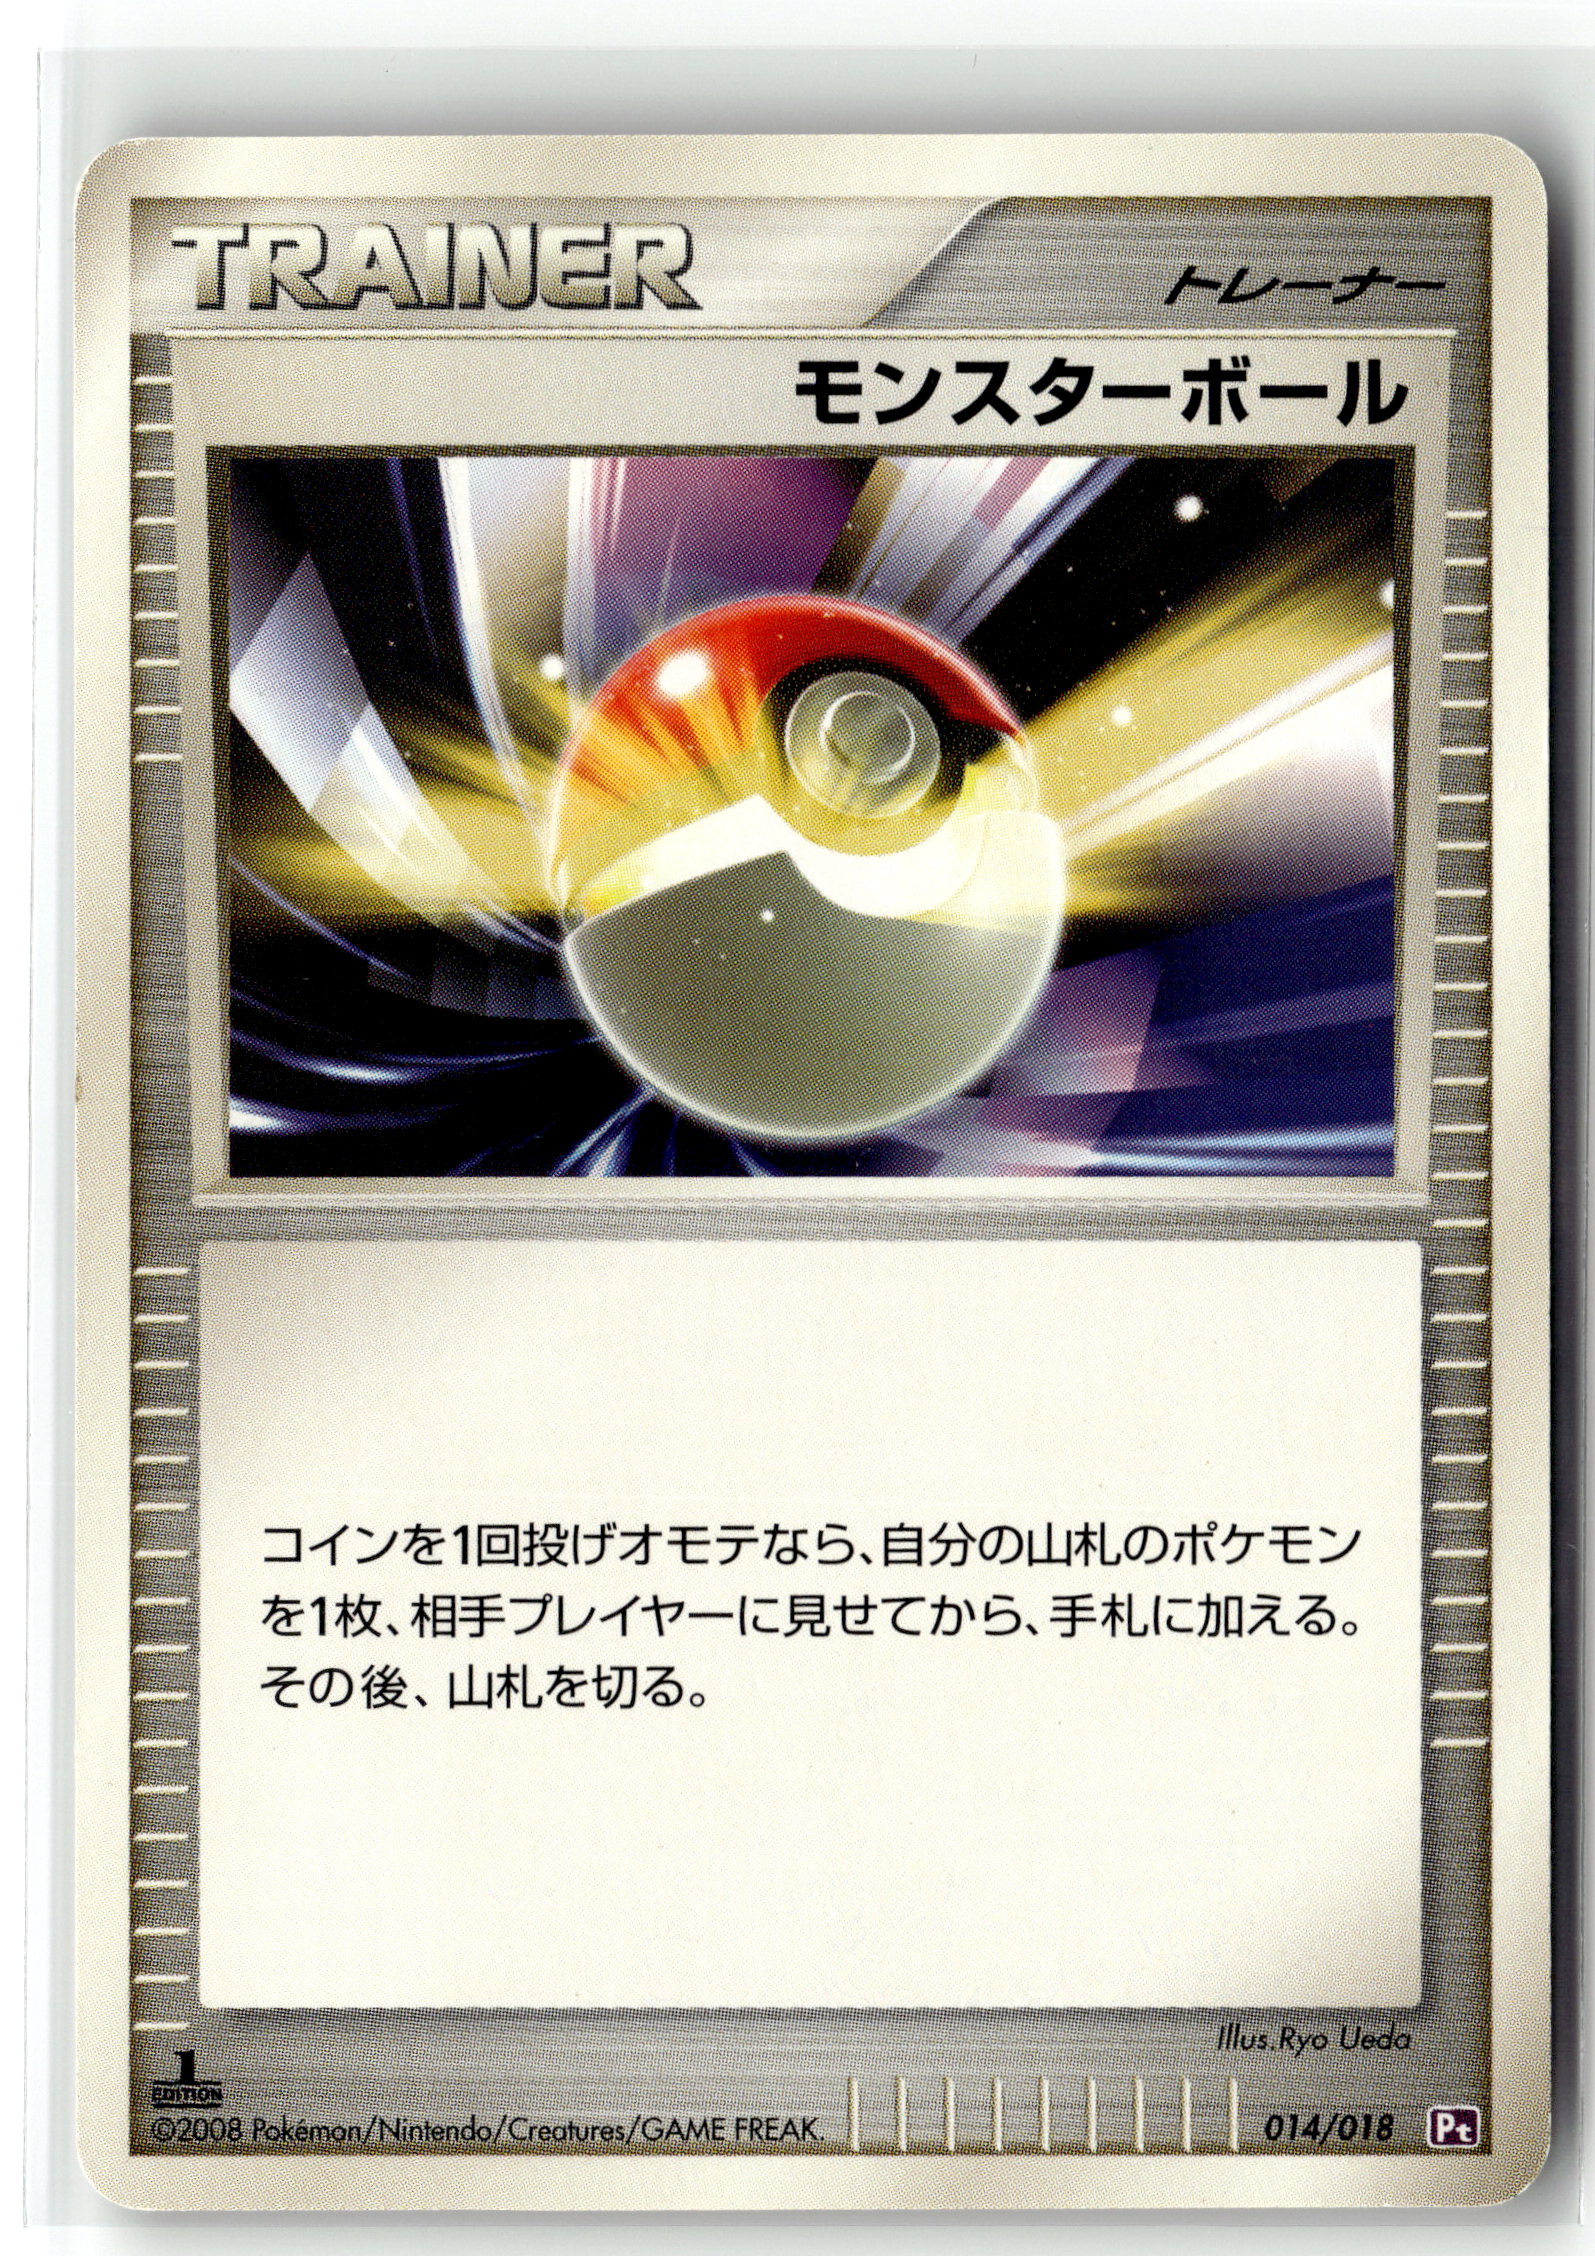 TRAINER
トレーナー
モンスターボール
コインを1回投げオモテなら、自分の山札のポケモン
を1枚、相手プレイヤーに見せてから、手札に加える。
その後、山札を切る。
Illus.Ryo Ueda
1
EDITION
©2008 Pokémon/Nintendo/Creatures/GAME FREAK.
014/018
Pt